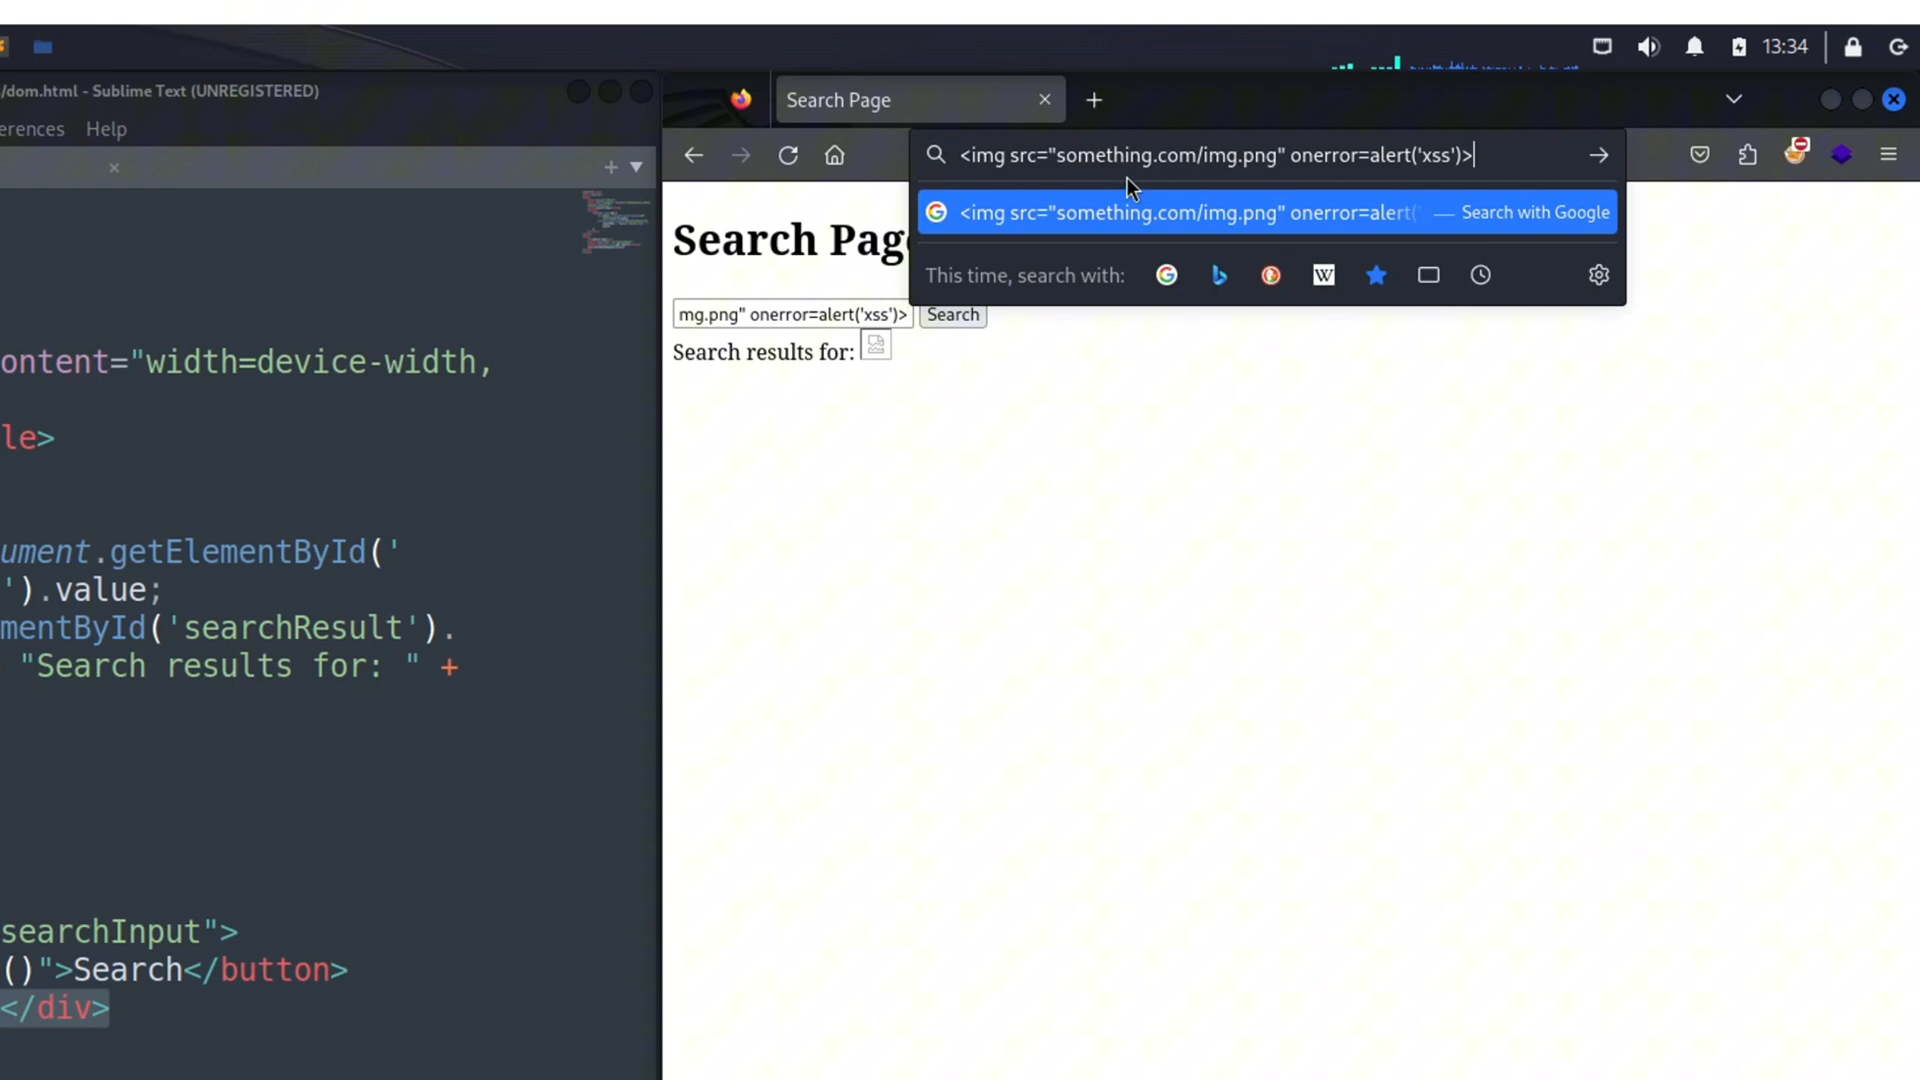 13:34
/dom.html - Sublime Text (UNREGISTERED)
erences Help
ontent="width=device-width,
le>
ument.getElementById('
').value;
mentById('searchResult').
"Search results for: " +
searchInput">
()">Search</button>
</div>
Search Page
<img src="something.com/img.png" onerror=alert('xss')>
<img src="something.com/img.png" onerror=alert(' — Search with Google
This time, search with:
W
Search Pag
mg.png" onerror=alert('xss')> Search
Search results for: